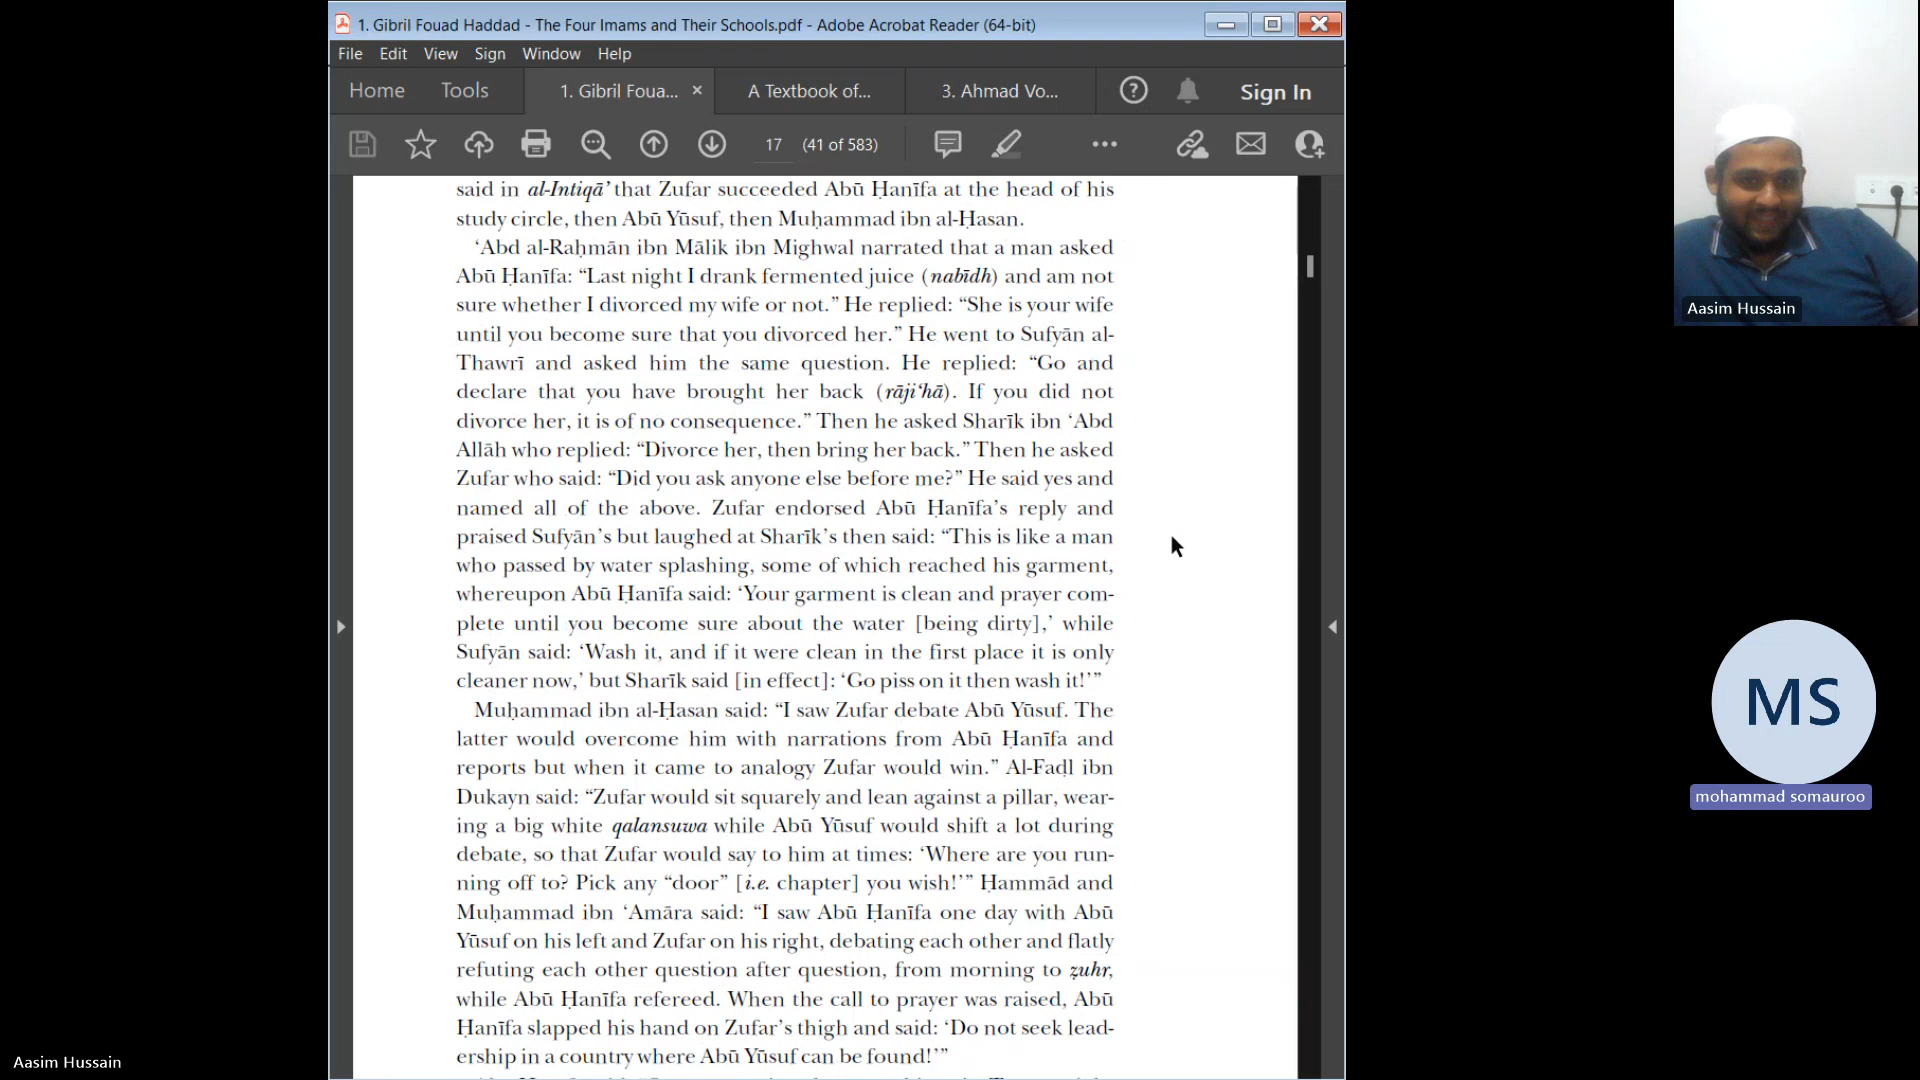 1. Gibril Fouad Haddad - The Four Imams and Their Schools.pdf - Adobe Acrobat Reader (64-bit)
File Edit View Sign Window Help
Home Tools 1. Gibril Foua... × A Textbook of... 3. Ahmad Vo... Sign In
17 (41 of 583)
said in al-Intiqā’ that Zufar succeeded Abū Ḥanīfa at the head of his
study circle, then Abū Yūsuf, then Muḥammad ibn al-Ḥasan.
‘Abd al-Raḥmān ibn Mālik ibn Mighwal narrated that a man asked
Abū Ḥanīfa: “Last night I drank fermented juice (nabīdh) and am not
sure whether I divorced my wife or not.” He replied: “She is your wife
until you become sure that you divorced her.” He went to Sufyān al-
Thawrī and asked him the same question. He replied: “Go and
declare that you have brought her back (rāji‘hā). If you did not
divorce her, it is of no consequence.” Then he asked Sharīk ibn ‘Abd
Allāh who replied: “Divorce her, then bring her back.” Then he asked
Zufar who said: “Did you ask anyone else before me?” He said yes and
named all of the above. Zufar endorsed Abū Ḥanīfa’s reply and
praised Sufyān’s but laughed at Sharīk’s then said: “This is like a man
who passed by water splashing, some of which reached his garment,
whereupon Abū Ḥanīfa said: ‘Your garment is clean and prayer com-
plete until you become sure about the water [being dirty],’ while
Sufyān said: ‘Wash it, and if it were clean in the first place it is only
cleaner now,’ but Sharīk said [in effect]: ‘Go piss on it then wash it!’”
Muḥammad ibn al-Ḥasan said: “I saw Zufar debate Abū Yūsuf. The
latter would overcome him with narrations from Abū Ḥanīfa and
reports but when it came to analogy Zufar would win.” Al-Faḍl ibn
Dukayn said: “Zufar would sit squarely and lean against a pillar, wear-
ing a big white qalansuwa while Abū Yūsuf would shift a lot during
debate, so that Zufar would say to him at times: ‘Where are you run-
ning off to? Pick any “door” [i.e. chapter] you wish!’” Ḥammād and
Muḥammad ibn ‘Amāra said: “I saw Abū Ḥanīfa one day with Abū
Yūsuf on his left and Zufar on his right, debating each other and flatly
refuting each other question after question, from morning to ẓuhr,
while Abū Ḥanīfa refereed. When the call to prayer was raised, Abū
Ḥanīfa slapped his hand on Zufar’s thigh and said: ‘Do not seek lead-
ership in a country where Abū Yūsuf can be found!’”
Aasim Hussain
MS
mohammad somauroo
Aasim Hussain